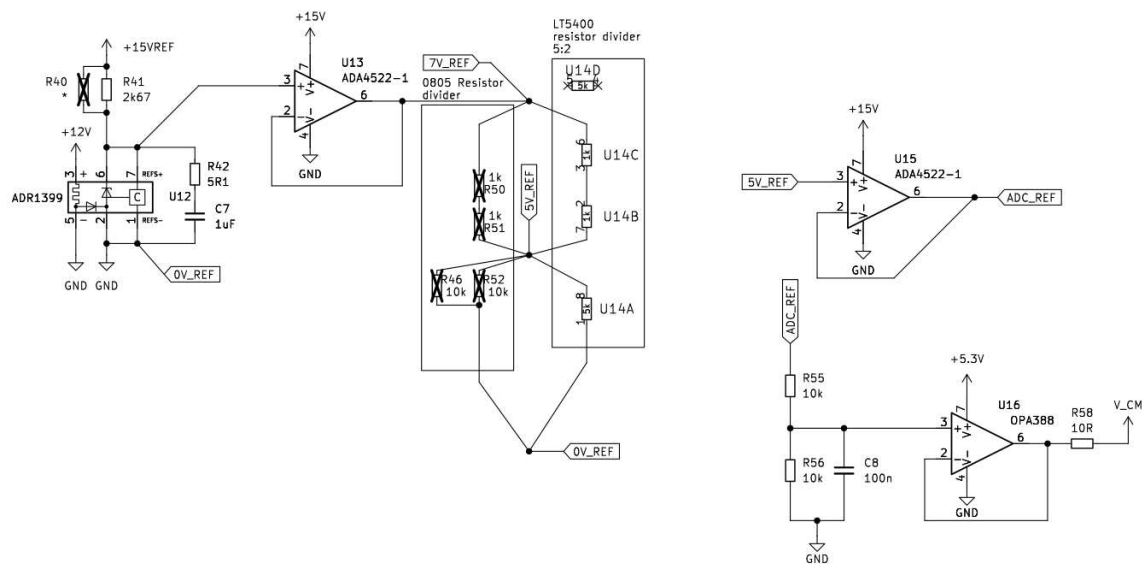 +15VREF
R40
*
R41
2k67
+12V
3
+
6
7
REFS+
ADR1399
C
U12
5
-
2
1
REFS-
GND
GND
0V_REF
R42
5R1
C7
1uF
+15V
U13
ADA4522-1
3
+
V+
7
2
-
V-
4
6
GND
7V_REF
0805 Resistor
divider
1k
R50
1k
R51
5V_REF
R46
10k
R52
10k
0V_REF
LT5400
resistor divider
5:2
U14D
5
5k
4
6
1k
3
U14C
2
1k
7
U14B
8
5k
1
U14A
+15V
U15
ADA4522-1
5V_REF
3
+
V+
7
2
-
V-
4
6
GND
ADC_REF
ADC_REF
R55
10k
R56
10k
C8
100n
GND
+5.3V
U16
OPA388
3
+
V+
7
2
-
V-
4
6
GND
R58
10R
V_CM